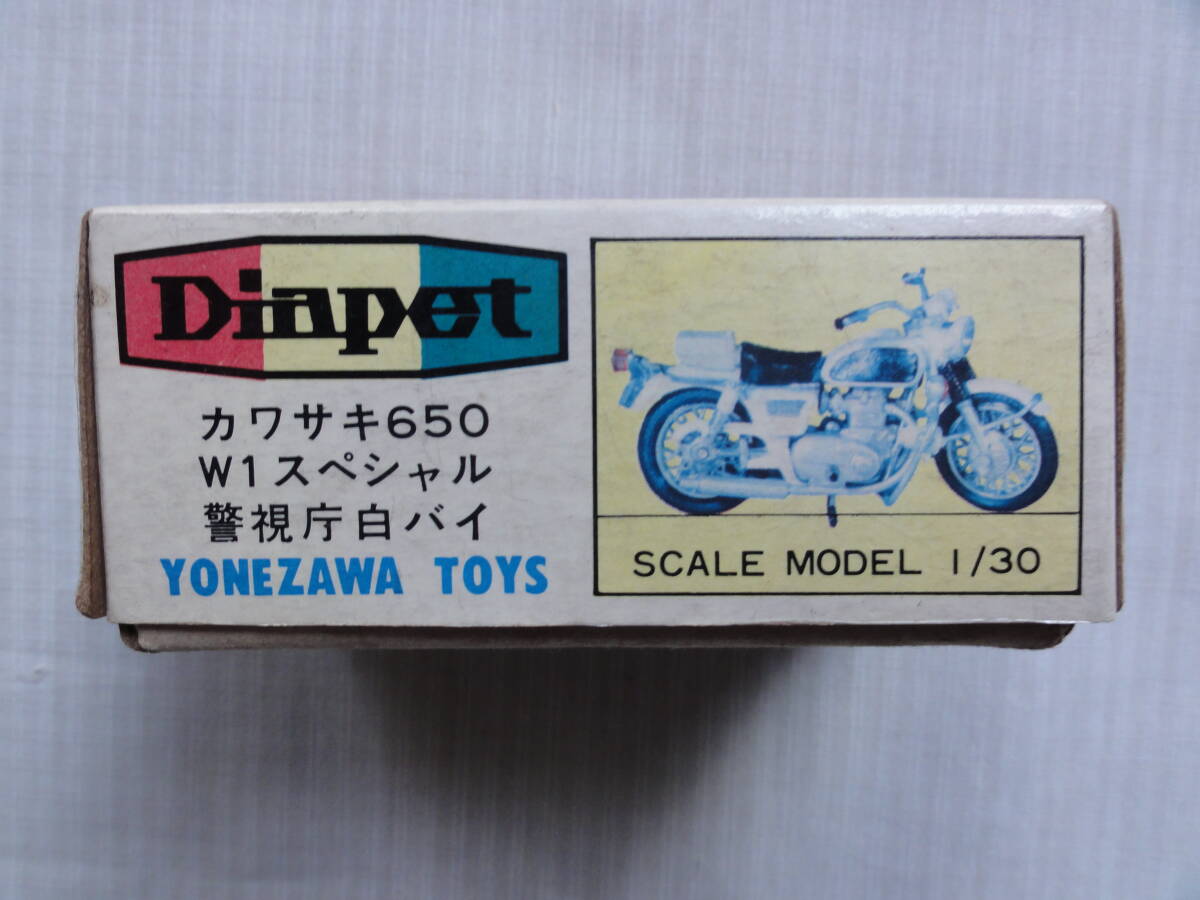 Diapet
カワサキ650
W1スペシャル
警視庁白バイ
YONEZAWA TOYS
SCALE MODEL 1/30